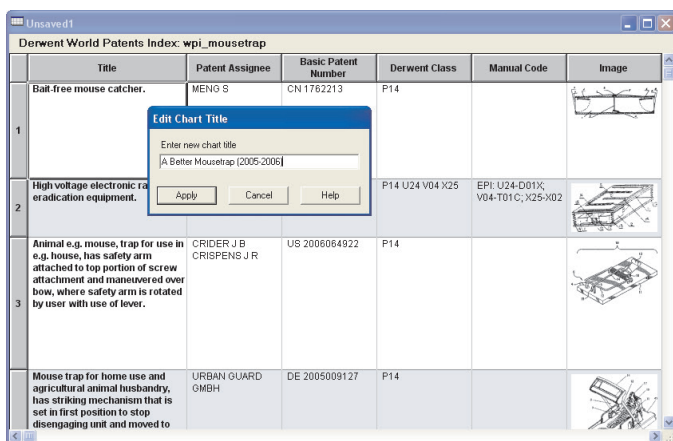 Unsaved1
Derwent World Patents Index: wpi_mousetrap
Title
Patent Assignee
Basic Patent
Number
Derwent Class
Manual Code
Image
1
Bait-free mouse catcher.
MENG S
CN 1762213
P14
Edit Chart Title
Enter new chart title
A Better Mousetrap (2005-2006)
Apply
Cancel
Help
2
High voltage electronic
eradication equipment.
P14 U24 V04 X25
EPI: U24-D01X;
V04-T01C; X25-X02
3
Animal e.g. mouse, trap for use in
e.g. house, has safety arm
attached to top portion of screw
attachment and maneuvered over
bow, where safety arm is rotated
by user with use of lever.
CRIDER J B
CRISPENS J R
US 2006064922
P14
Mouse trap for home use and
agricultural animal husbandry,
has striking mechanism that is
set in first position to stop
disengaging unit and moved to
URBAN GUARD
GMBH
DE 2005009127
P14